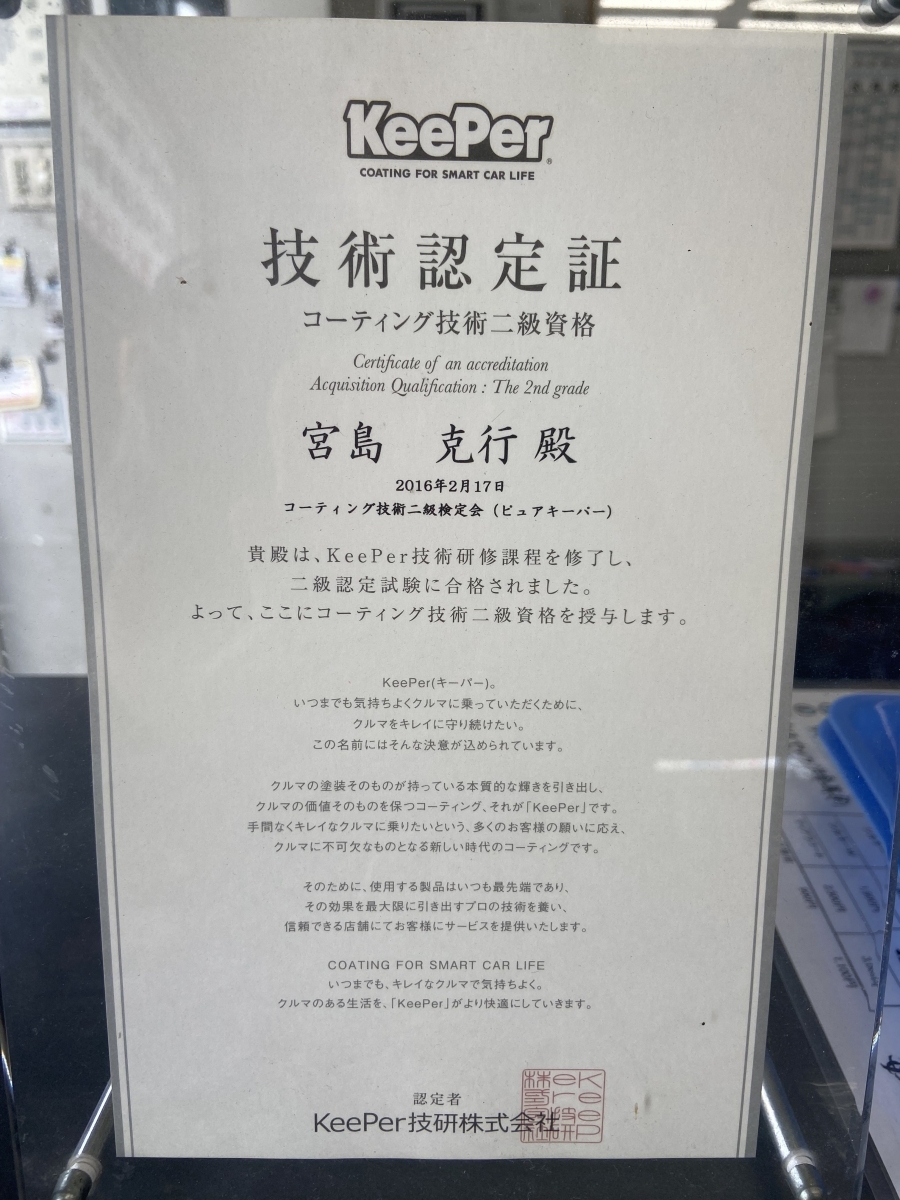 KeePer®
COATING FOR SMART CAR LIFE
技術認定証
コーティング技術二級資格
Certificate of an accreditation
Acquisition Qualification : The 2nd grade
宮島　克行 殿
2016年2月17日
コーティング技術二級検定会（ピュアキーパー）
貴殿は、KeePer技術研修課程を修了し、
二級認定試験に合格されました。
よって、ここにコーティング技術二級資格を授与します。
KeePer(キーパー)。
いつまでも気持ちよくクルマに乗っていただくために、
クルマをキレイに守り続けたい。
この名前にはそんな決意が込められています。
クルマの塗装そのものが持っている本質的な輝きを引き出し、
クルマの価値そのものを保つコーティング、それが「KeePer」です。
手間なくキレイなクルマに乗りたいという、多くのお客様の願いに応え、
クルマに不可欠なものとなる新しい時代のコーティングです。
そのために、使用する製品はいつも最先端であり、
その効果を最大限に引き出すプロの技術を養い、
信頼できる店舗にてお客様にサービスを提供いたします。
COATING FOR SMART CAR LIFE
いつまでも、キレイなクルマで気持ちよく。
クルマのある生活を、「KeePer」がより快適にしていきます。
認定者
KeePer技研株式会社